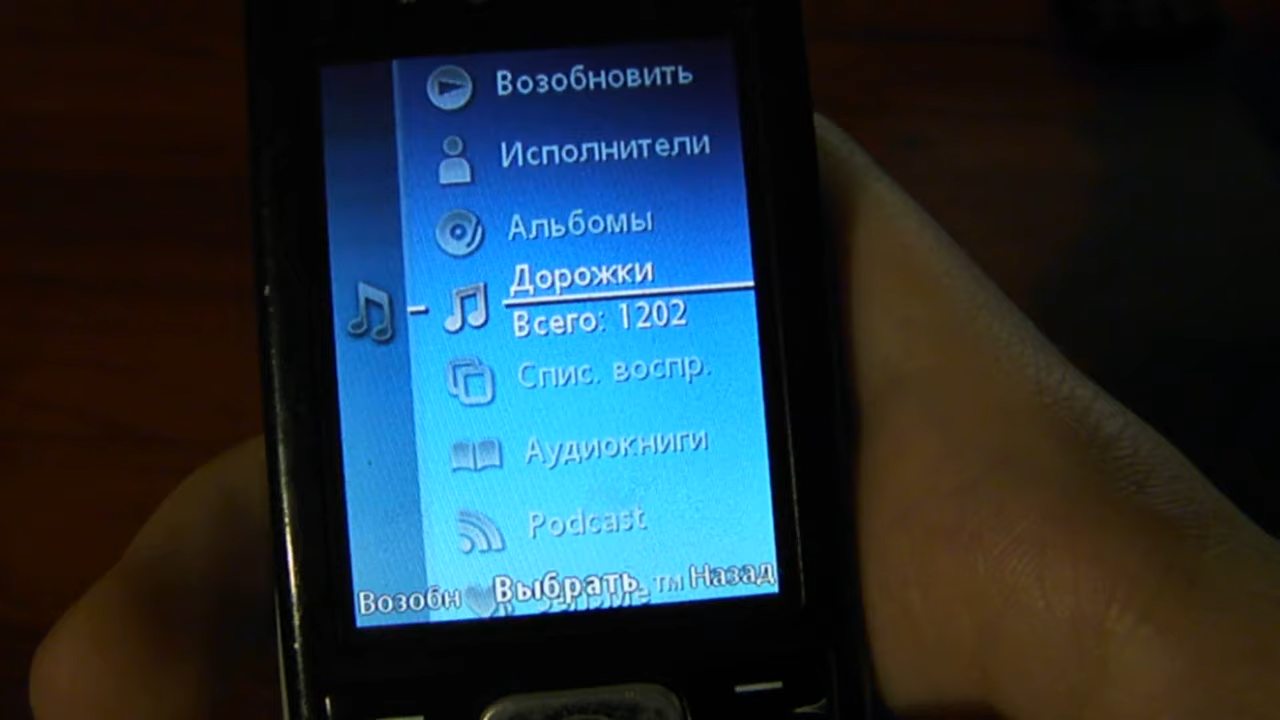 Возобновить
Исполнители
Альбомы
Дорожки
Всего: 1202
Спис. воспр.
Аудиокниги
Podcast
Возобн Выбрать Назад